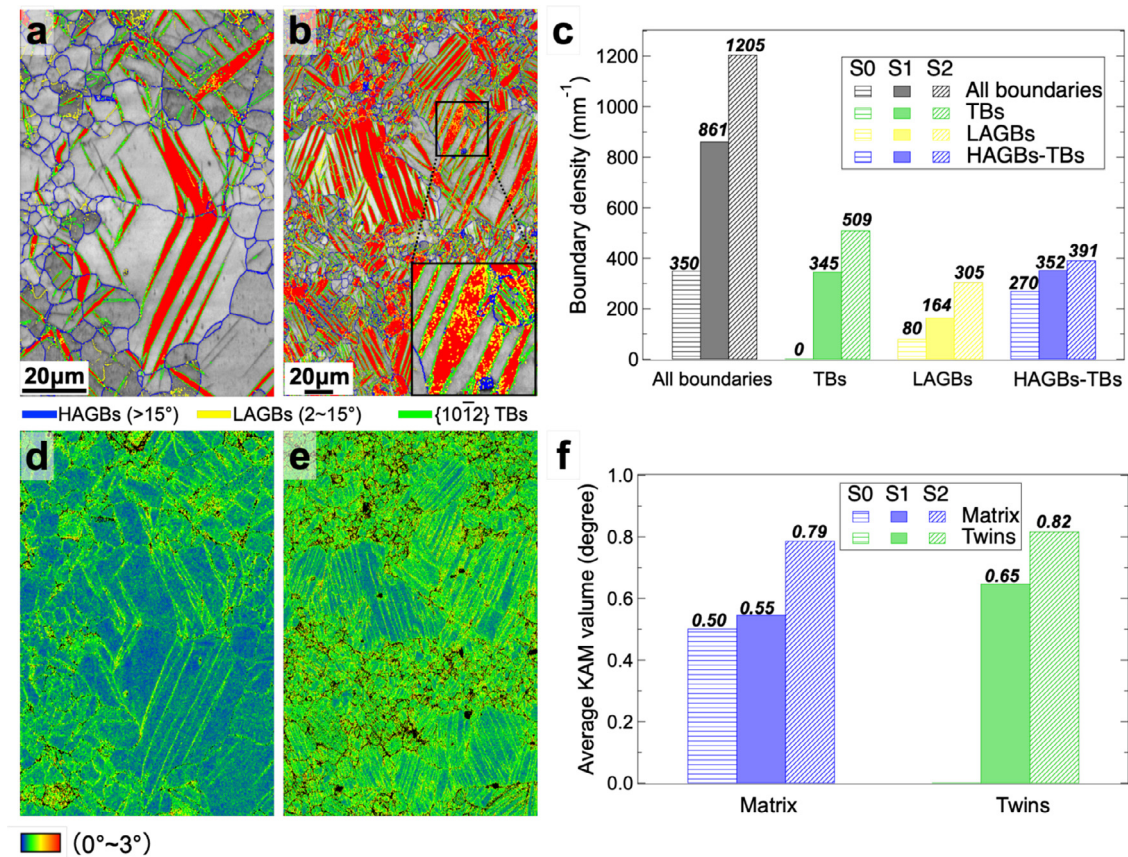 a
20μm
b
20μm
HAGBs (>15°) LAGBs (2~15°) {101̄2} TBs
c
Boundary density (mm⁻¹)
1200
1000
800
600
400
200
0
S0 S1 S2
All boundaries
TBs
LAGBs
HAGBs-TBs
350
861
1205
0
345
509
80
164
305
270
352
391
All boundaries TBs LAGBs HAGBs-TBs
d
e
(0°~3°)
f
Average KAM valume (degree)
1.0
0.8
0.6
0.4
0.2
0.0
S0 S1 S2
Matrix
Twins
0.50
0.55
0.79
0.65
0.82
Matrix Twins